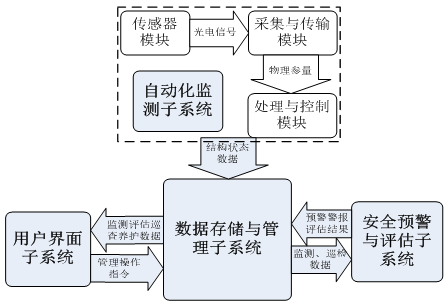 传感器
模块
光电信号
采集与传输
模块
物理参量
自动化监
测子系统
处理与控制
模块
结构状态
数据
用户界面
子系统
监测评估巡
查养护数据
管理操作
指令
数据存储与管
理子系统
预警警报
评估结果
监测、巡检
数据
安全预警
与评估子
系统